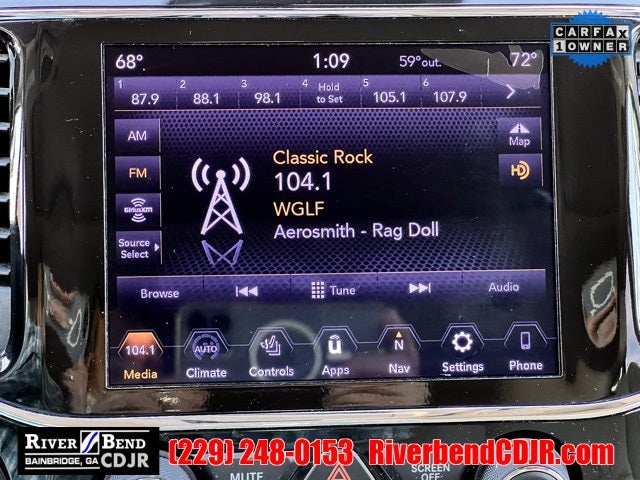 CARFAX
1 OWNER
68° 1:09 59° out. 72°
1 2 3 4 5 6
87.9 88.1 98.1 Hold to Set 105.1 107.9
AM
Map
FM
HD
SiriusXM
Source Select
Classic Rock
104.1
WGLF
Aerosmith - Rag Doll
Browse Tune Audio
104.1 AUTO u N
Media Climate Controls Apps Nav Settings Phone
RIVER BEND
BAINBRIDGE, GA CDJR
(229) 248-0153 RiverbendCDJR.com
MUTE SCREEN OFF